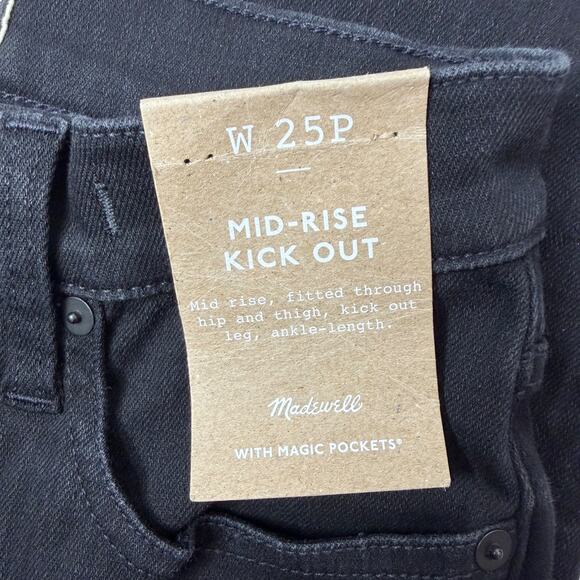 W 25P
MID-RISE
KICK OUT
Mid rise, fitted through
hip and thigh, kick out
leg, ankle-length.
Madewell
WITH MAGIC POCKETS®